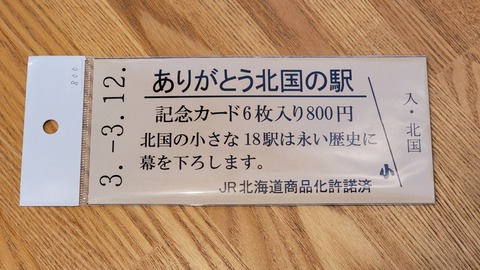 800
3.-3.12.
ありがとう北国の駅
記念カード6枚入り800円
北国の小さな18駅は永い歴史に
幕を下ろします。
JR北海道商品化許諾済
小
入・北国